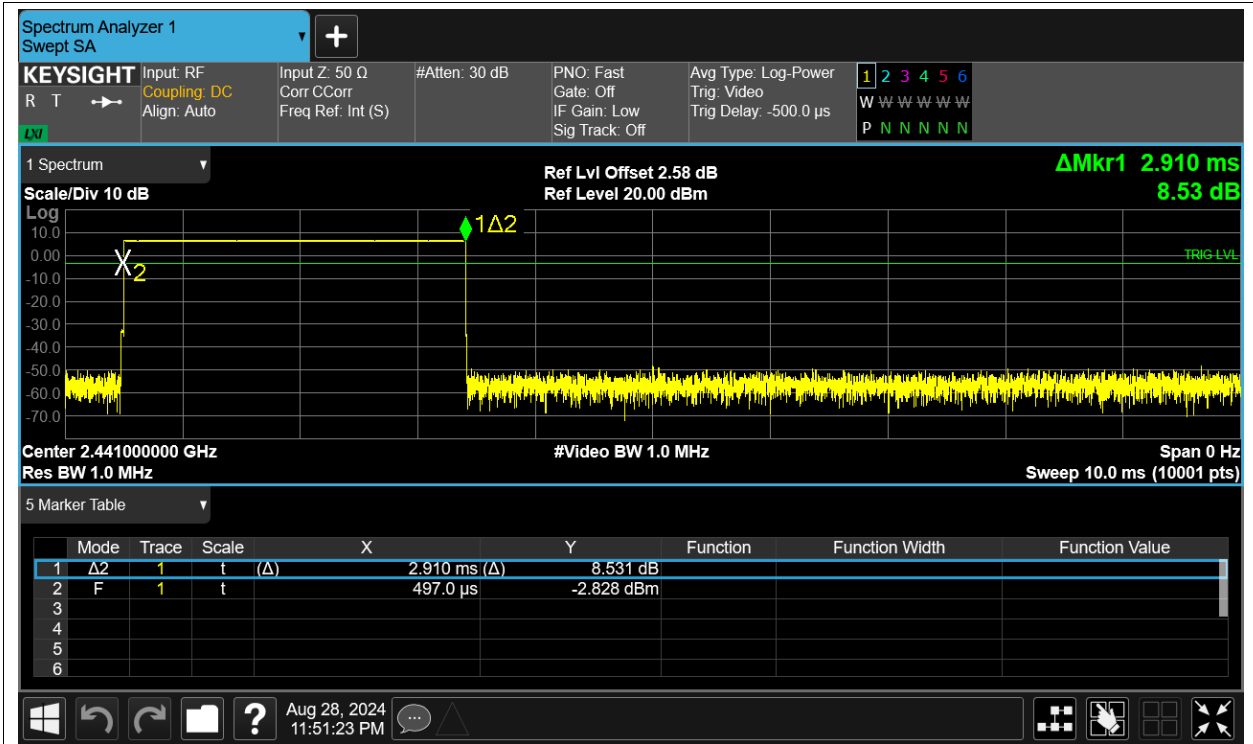 Spectrum Analyzer 1
Swept SA
KEYSIGHT Input: RF Input Z: 50 Ω #Atten: 30 dB PNO: Fast Avg Type: Log-Power 1 2 3 4 5 6
R T Coupling: DC Corr CCorr Gate: Off Trig: Video W W W W W W
Align: Auto Freq Ref: Int (S) IF Gain: Low Trig Delay: -500.0 µs
LXI Sig Track: Off P N N N N N
1 Spectrum Ref Lvl Offset 2.58 dB ΔMkr1 2.910 ms
Scale/Div 10 dB Ref Level 20.00 dBm 8.53 dB
Log
1Δ2
10.0
0.00 TRIG LVL
2
-10.0
-20.0
-30.0
-40.0
-50.0
-60.0
-70.0
Center 2.441000000 GHz #Video BW 1.0 MHz Span 0 Hz
Res BW 1.0 MHz Sweep 10.0 ms (10001 pts)
5 Marker Table
Mode Trace Scale X Y Function Function Width Function Value
1 Δ2 1 t (Δ) 2.910 ms (Δ) 8.531 dB
2 F 1 t 497.0 µs -2.828 dBm
3
4
5
6
? Aug 28, 2024
11:51:23 PM